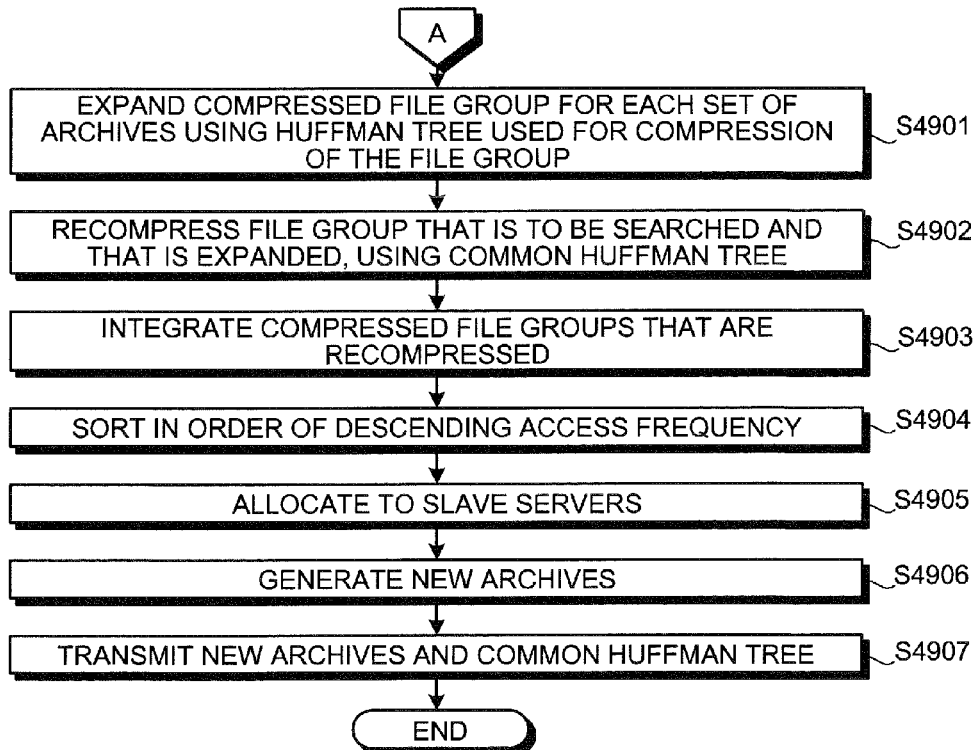 A
EXPAND COMPRESSED FILE GROUP FOR EACH SET OF
ARCHIVES USING HUFFMAN TREE USED FOR COMPRESSION
OF THE FILE GROUP
S4901
RECOMPRESS FILE GROUP THAT IS TO BE SEARCHED AND
THAT IS EXPANDED, USING COMMON HUFFMAN TREE
S4902
INTEGRATE COMPRESSED FILE GROUPS THAT ARE
RECOMPRESSED
S4903
SORT IN ORDER OF DESCENDING ACCESS FREQUENCY
S4904
ALLOCATE TO SLAVE SERVERS
S4905
GENERATE NEW ARCHIVES
S4906
TRANSMIT NEW ARCHIVES AND COMMON HUFFMAN TREE
S4907
END